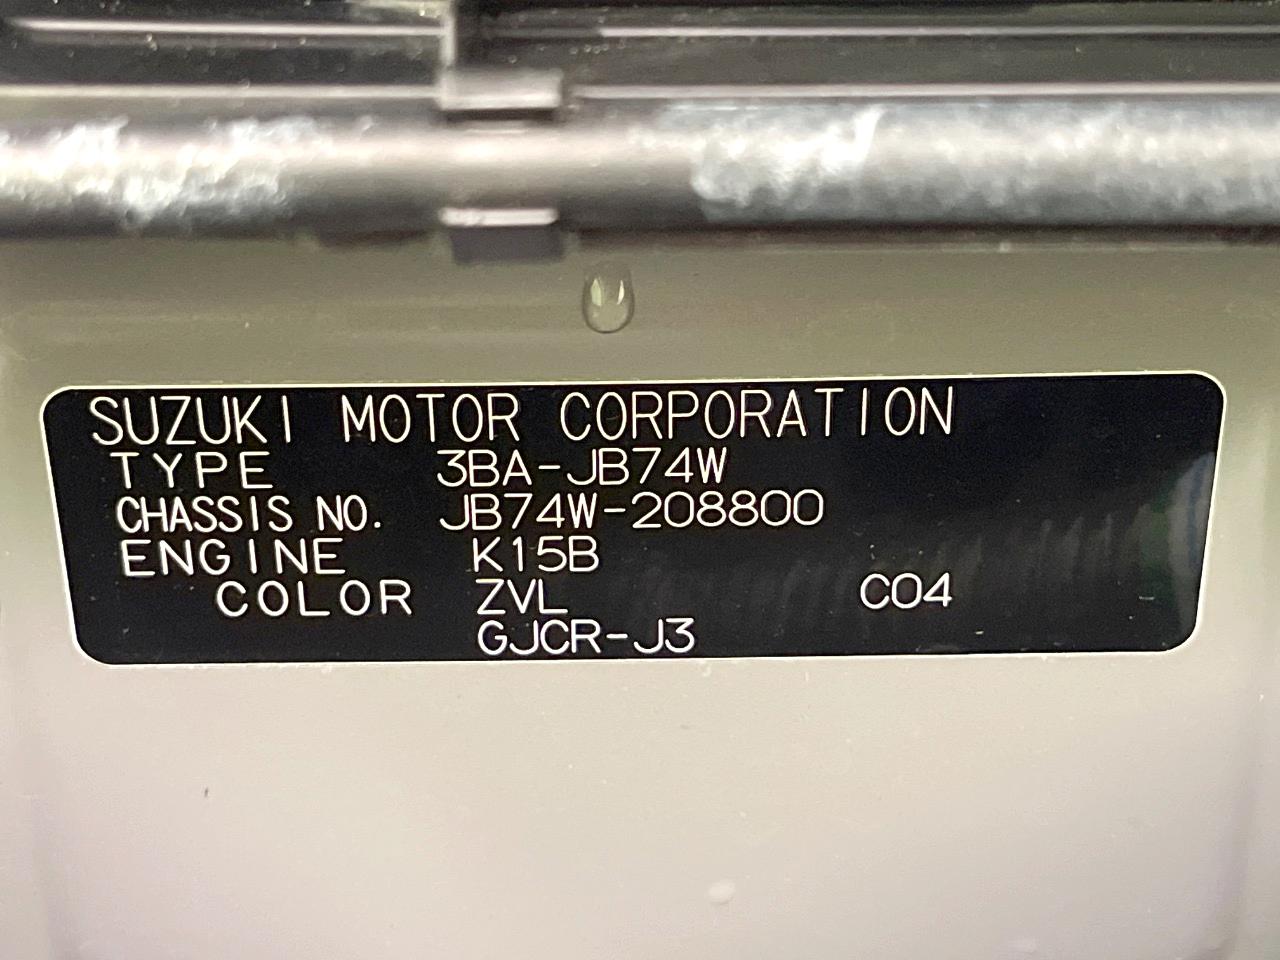 SUZUKI MOTOR CORPORATION
TYPE 3BA-JB74W
CHASSIS NO. JB74W-208800
ENGINE K15B
COLOR ZVL C04
GJCR-J3